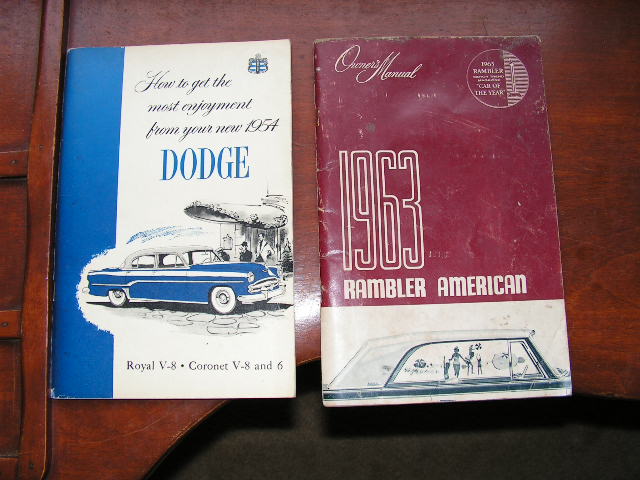 How to get the
most enjoyment
from your new 1954
DODGE
Royal V-8 • Coronet V-8 and 6
Owner's Manual
1963
RAMBLER
"CAR OF
THE YEAR"
1963
RAMBLER AMERICAN